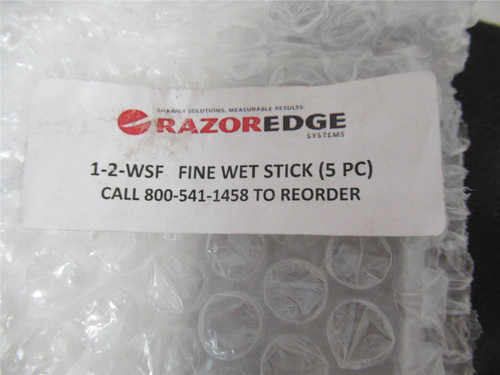 SHARPER SOLUTIONS, MEASURABLE RESULTS.
RAZOREDGE
SYSTEMS
1-2-WSF FINE WET STICK (5 PC)
CALL 800-541-1458 TO REORDER